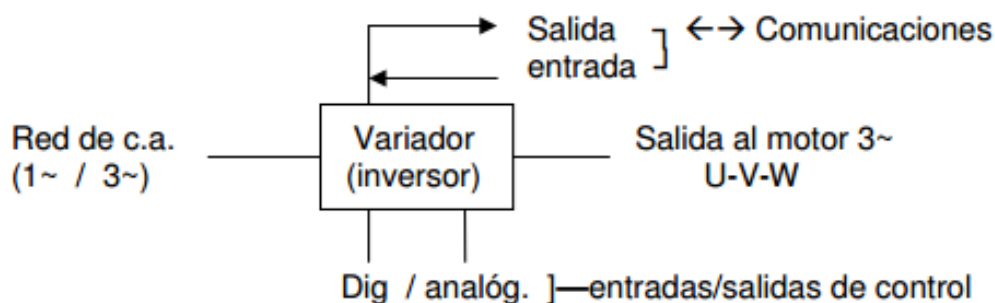 Salida ←→ Comunicaciones
entrada
Red de c.a.
(1~ / 3~)
Variador
(inversor)
Salida al motor 3~
U-V-W
Dig / analóg. ]—entradas/salidas de control